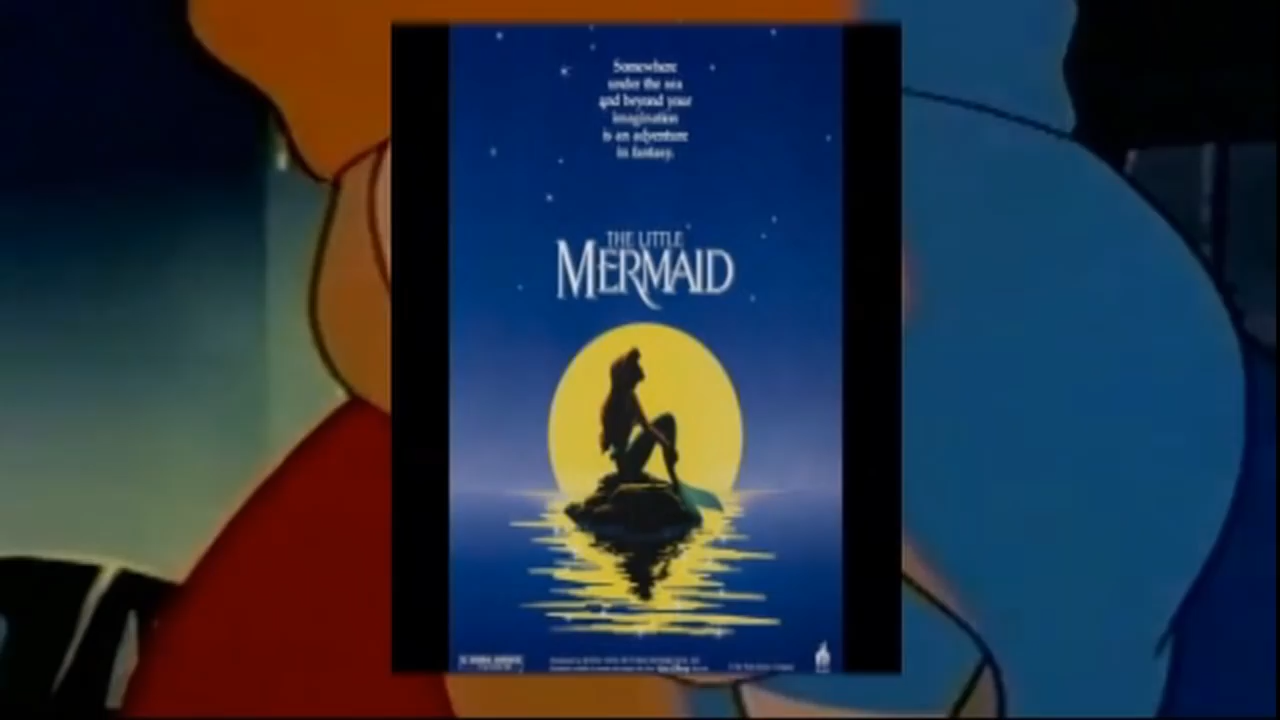 Somewhere
under the sea
and beyond your
imagination
is an adventure
in fantasy.
THE LITTLE
MERMAID